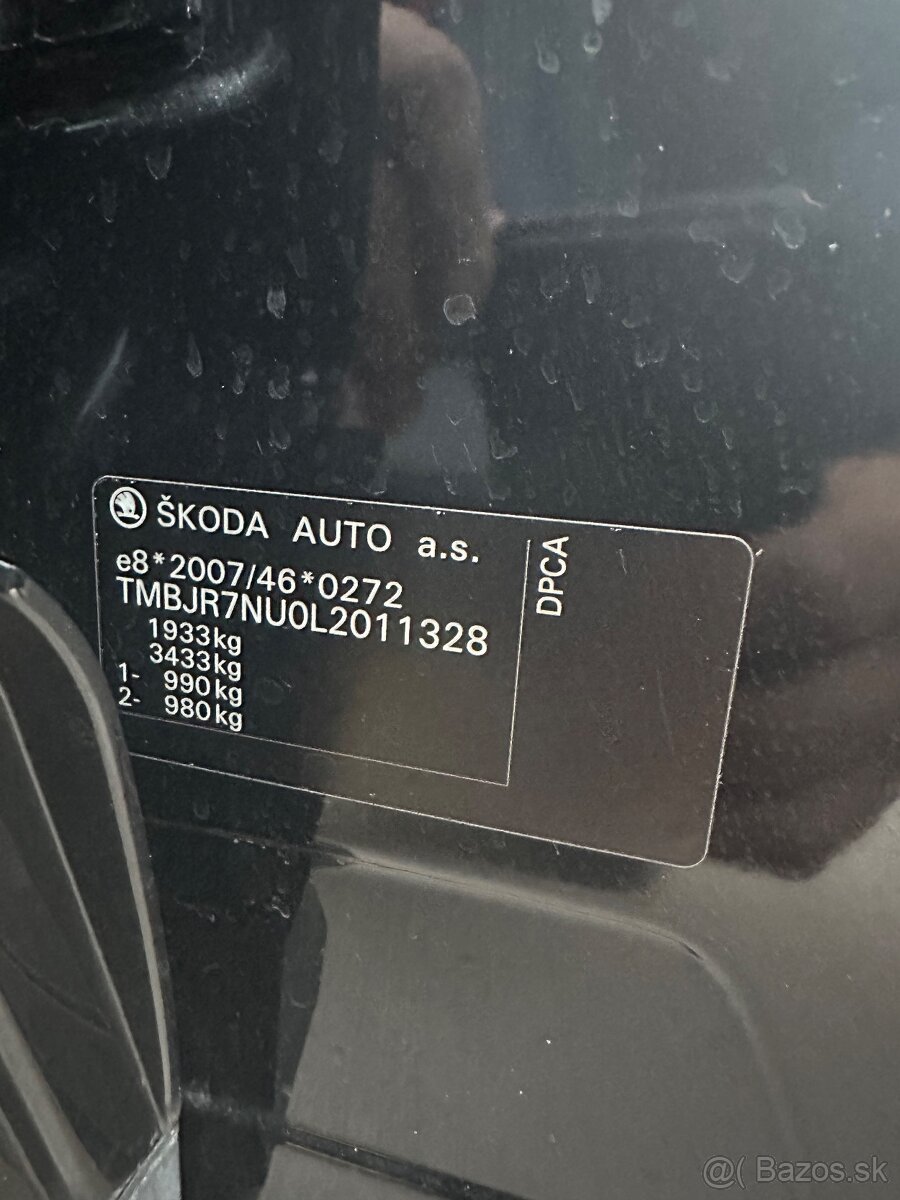 ŠKODA AUTO a.s.
e8*2007/46*0272
TMBJR7NU0L2011328
1933kg
3433kg
1- 990kg
2- 980kg
DPCA
@( Bazos.sk